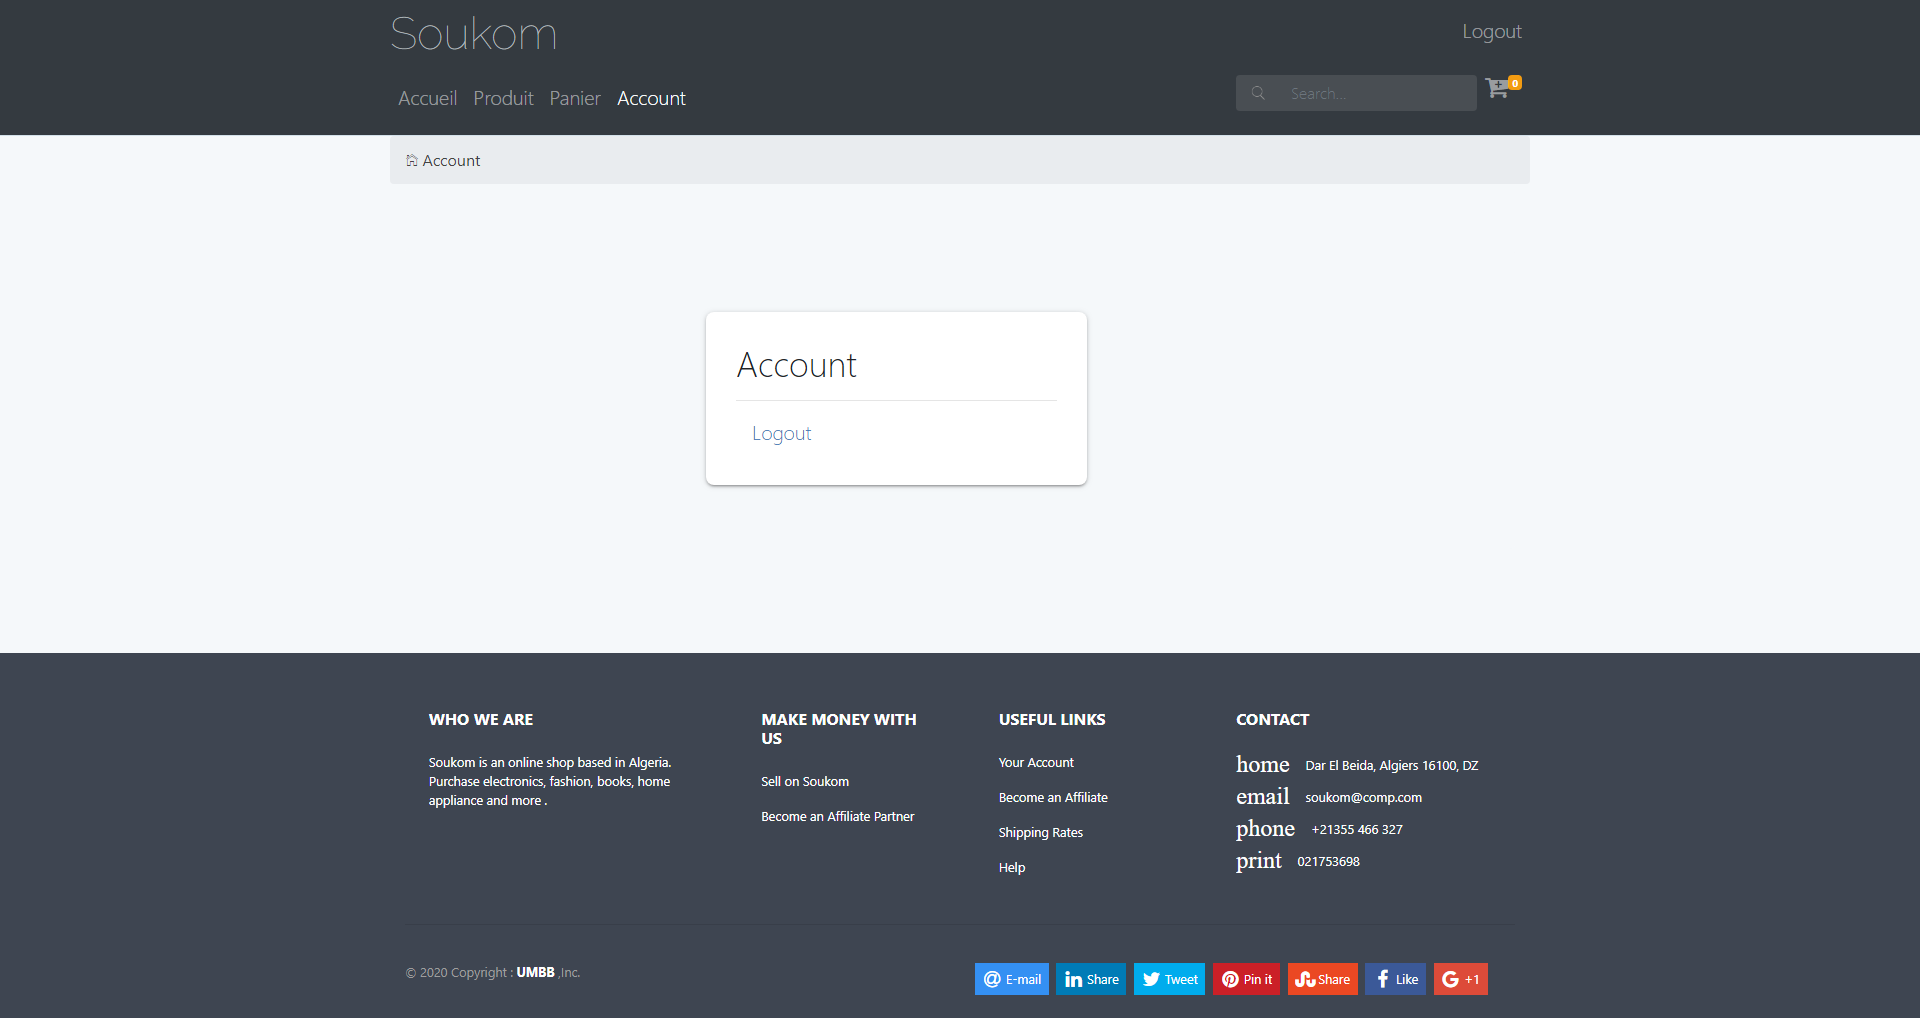 Soukom
Logout
Accueil Produit Panier Account
Search...
0
Account
Account
Logout
WHO WE ARE
Soukom is an online shop based in Algeria.
Purchase electronics, fashion, books, home
appliance and more .
MAKE MONEY WITH
US
Sell on Soukom
Become an Affiliate Partner
USEFUL LINKS
Your Account
Become an Affiliate
Shipping Rates
Help
CONTACT
home Dar El Beida, Algiers 16100, DZ
email soukom@comp.com
phone +21355 466 327
print 021753698
© 2020 Copyright : UMBB ,Inc.
E-mail Share Tweet Pin it Share Like +1